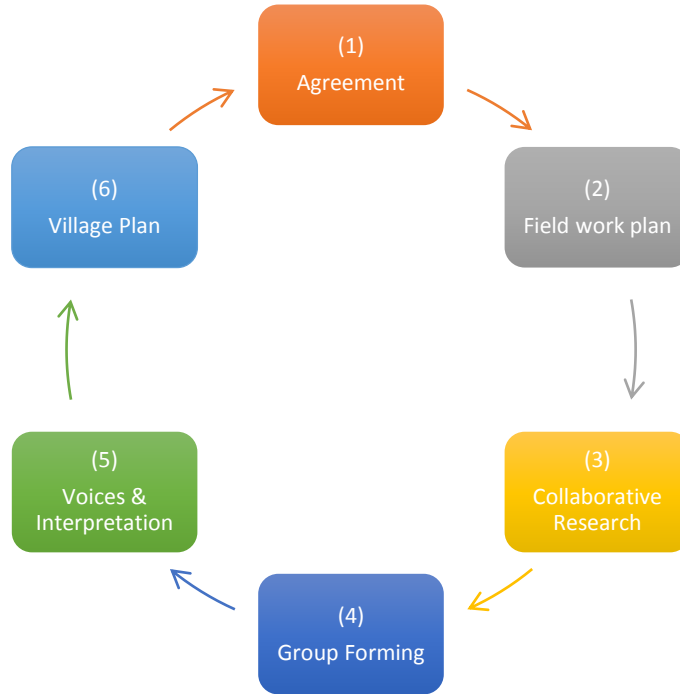 (1)
Agreement
(2)
Field work plan
(3)
Collaborative
Research
(4)
Group Forming
(5)
Voices &
Interpretation
(6)
Village Plan